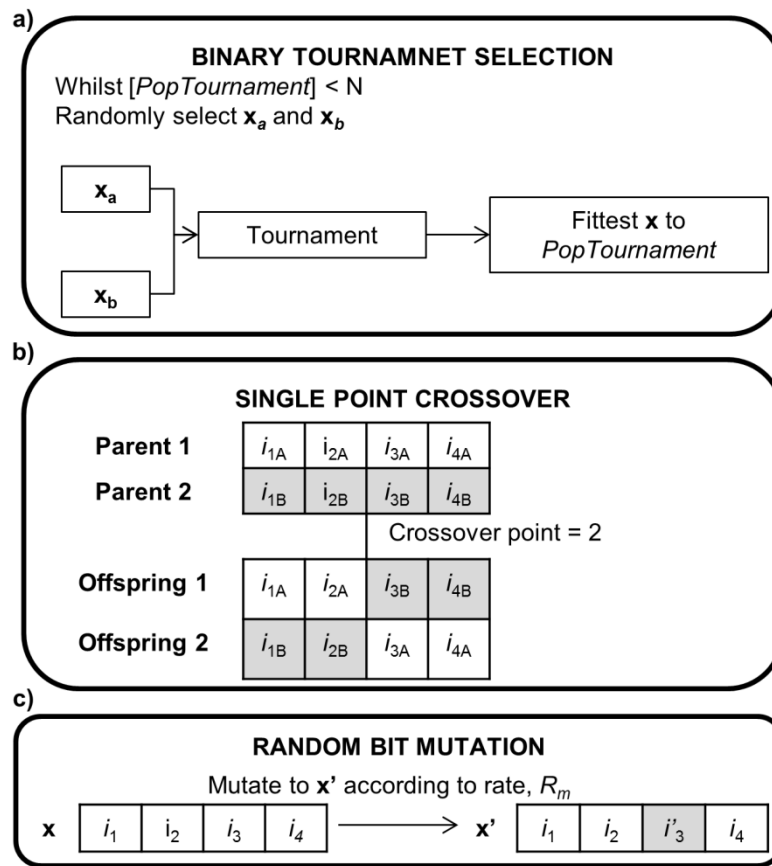 a)
BINARY TOURNAMNET SELECTION
Whilst [PopTournament] < N
Randomly select xₐ and x_b
xₐ
Tournament
Fittest x to
PopTournament
x_b
b)
SINGLE POINT CROSSOVER
Parent 1 i₁A i₂A i₃A i₄A
Parent 2 i₁B i₂B i₃B i₄B
Crossover point = 2
Offspring 1 i₁A i₂A i₃B i₄B
Offspring 2 i₁B i₂B i₃A i₄A
c)
RANDOM BIT MUTATION
Mutate to x' according to rate, Rₘ
x i₁ i₂ i₃ i₄ x' i₁ i₂ i'₃ i₄